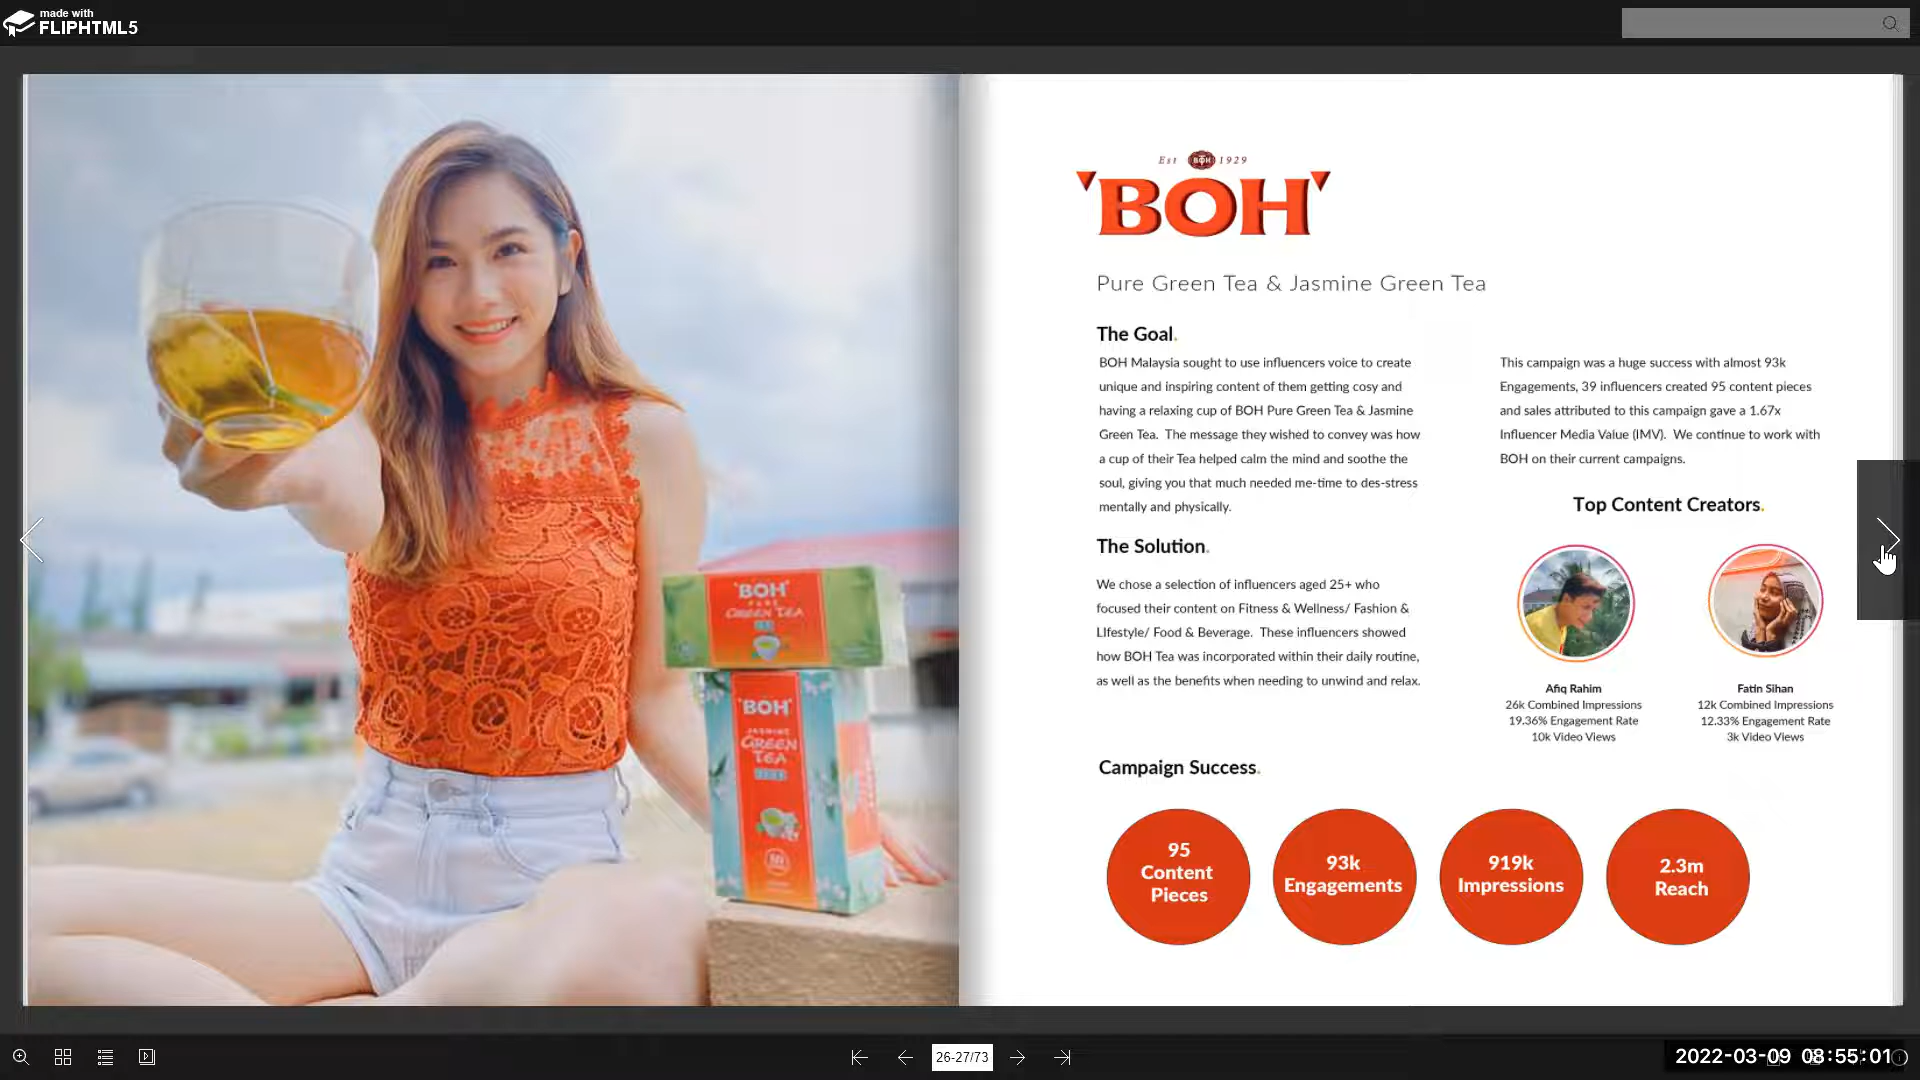 made with
FLIPHTML5
Est BOH 1929
BOH
Pure Green Tea & Jasmine Green Tea
The Goal.
BOH Malaysia sought to use influencers voice to create
unique and inspiring content of them getting cosy and
having a relaxing cup of BOH Pure Green Tea & Jasmine
Green Tea.  The message they wished to convey was how
a cup of their Tea helped calm the mind and soothe the
soul, giving you that much needed me-time to des-stress
mentally and physically.
The Solution.
We chose a selection of influencers aged 25+ who
focused their content on Fitness & Wellness/ Fashion &
LIfestyle/ Food & Beverage.  These influencers showed
how BOH Tea was incorporated within their daily routine,
as well as the benefits when needing to unwind and relax.
This campaign was a huge success with almost 93k
Engagements, 39 influencers created 95 content pieces
and sales attributed to this campaign gave a 1.67x
Influencer Media Value (IMV).  We continue to work with
BOH on their current campaigns.
Top Content Creators.
Afiq Rahim
26k Combined Impressions
19.36% Engagement Rate
10k Video Views
Fatin Sihan
12k Combined Impressions
12.33% Engagement Rate
3k Video Views
Campaign Success.
95
Content
Pieces
93k
Engagements
919k
Impressions
2.3m
Reach
BOH
PURE
GREEN TEA
BOH
JASMINE
GREEN
TEA
26-27/73
2022-03-09 08:55:01